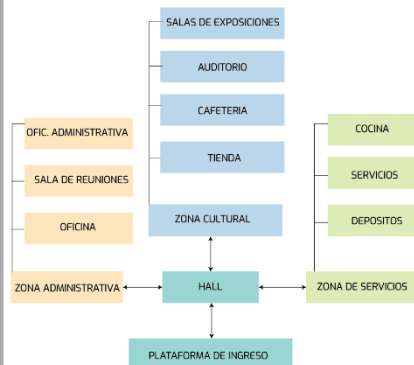 SALAS DE EXPOSICIONES
AUDITORIO
CAFETERIA
TIENDA
ZONA CULTURAL
OFIC. ADMINISTRATIVA
SALA DE REUNIONES
OFICINA
ZONA ADMINISTRATIVA
HALL
COCINA
SERVICIOS
DEPOSITOS
ZONA DE SERVICIOS
PLATAFORMA DE INGRESO